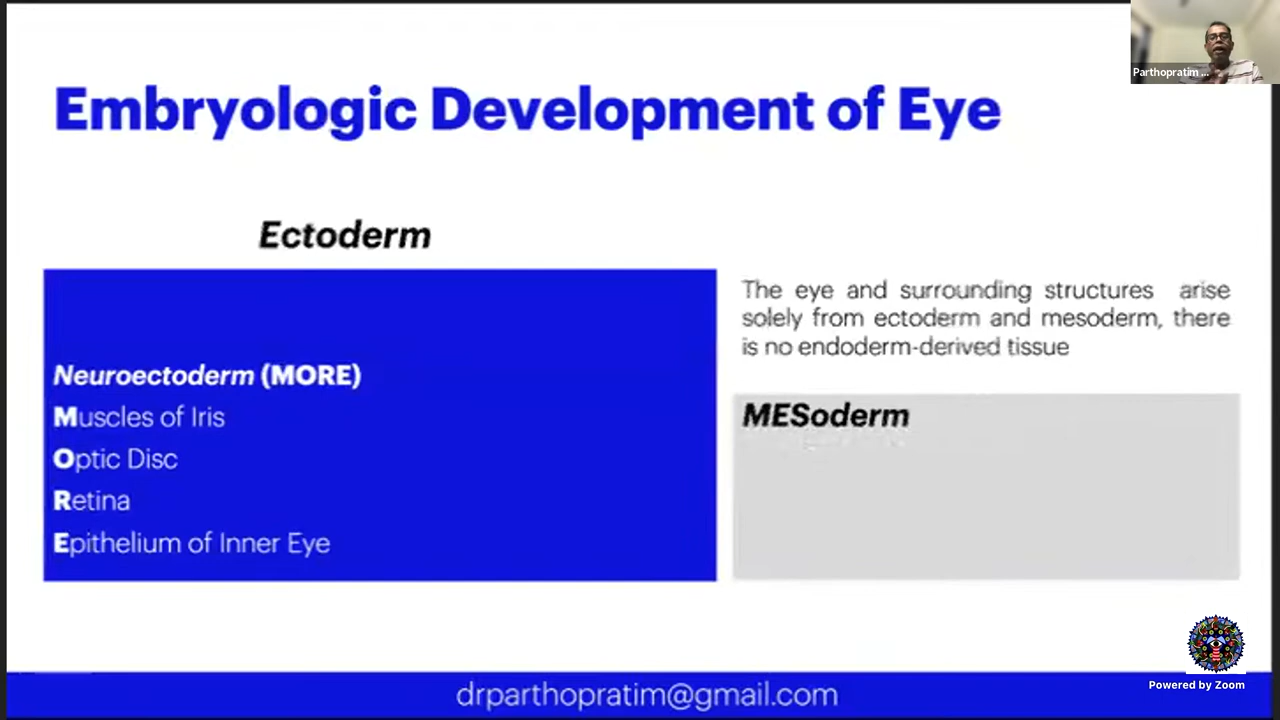 Parthopratim ...
Embryologic Development of Eye
Ectoderm
Neuroectoderm (MORE)
Muscles of Iris
Optic Disc
Retina
Epithelium of Inner Eye
The eye and surrounding structures arise
solely from ectoderm and mesoderm, there
is no endoderm-derived tissue
MESoderm
drparthopratim@gmail.com
Powered by Zoom